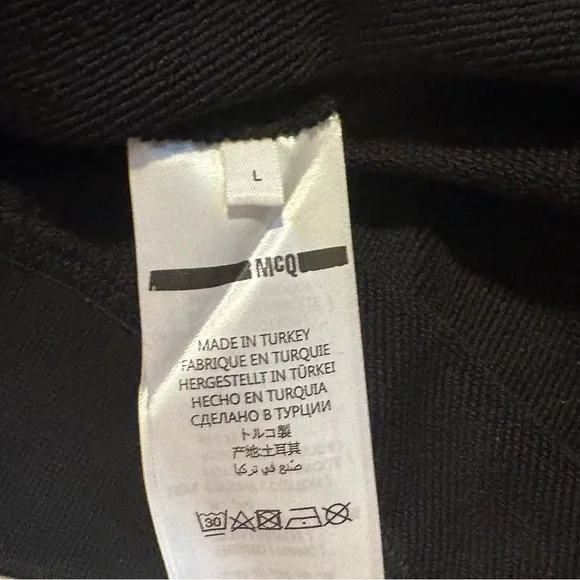 L
McQ
MADE IN TURKEY
FABRIQUE EN TURQUIE
HERGESTELLT IN TÜRKEI
HECHO EN TURQUIA
СДЕЛАНО В ТУРЦИИ
トルコ製
产地:土耳其
صنع في تركيا
30